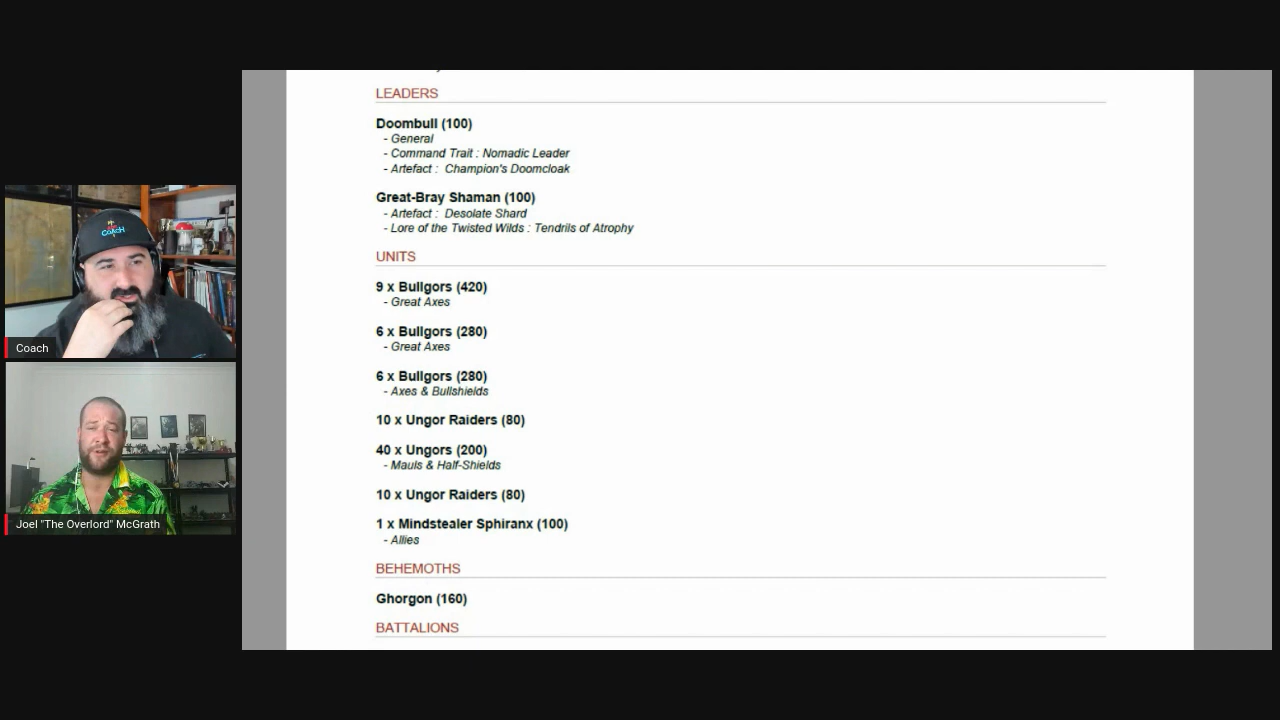 LEADERS
Doombull (100)
- General
- Command Trait : Nomadic Leader
- Artefact : Champion's Doomcloak
Great-Bray Shaman (100)
- Artefact : Desolate Shard
- Lore of the Twisted Wilds : Tendrils of Atrophy
UNITS
9 x Bullgors (420)
- Great Axes
6 x Bullgors (280)
- Great Axes
6 x Bullgors (280)
- Axes & Bullshields
10 x Ungor Raiders (80)
40 x Ungors (200)
- Mauls & Half-Shields
10 x Ungor Raiders (80)
1 x Mindstealer Sphiranx (100)
- Allies
BEHEMOTHS
Ghorgon (160)
BATTALIONS
COACH
Coach
Joel "The Overlord" McGrath